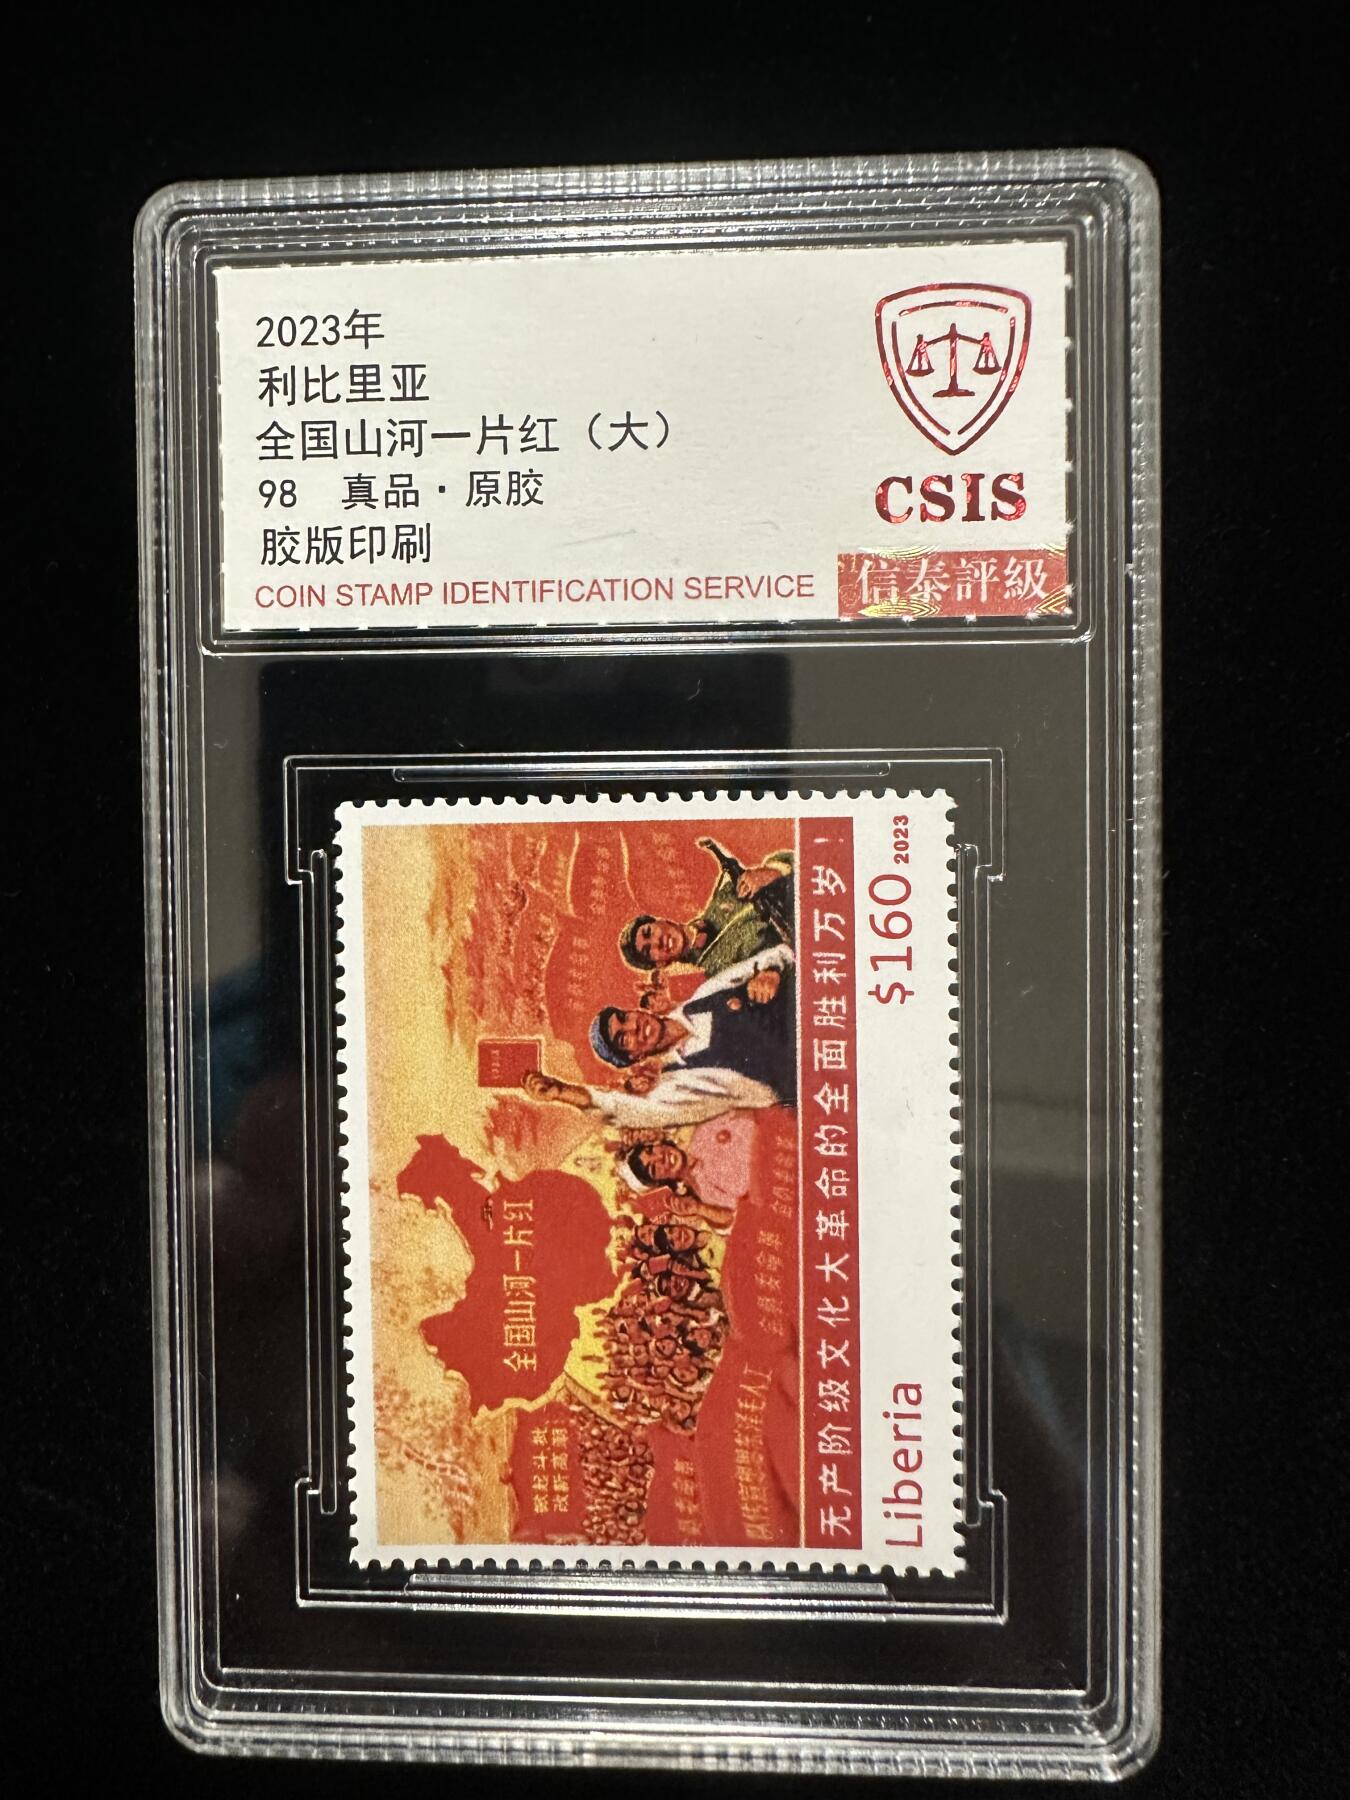 2023年
利比里亚
全国山河一片红（大）
98 真品·原胶
胶版印刷
COIN STAMP IDENTIFICATION SERVICE
CSIS
信泰評級
全国山河一片红
无产阶级文化大革命的全面胜利万岁！
Liberia
$160 2023